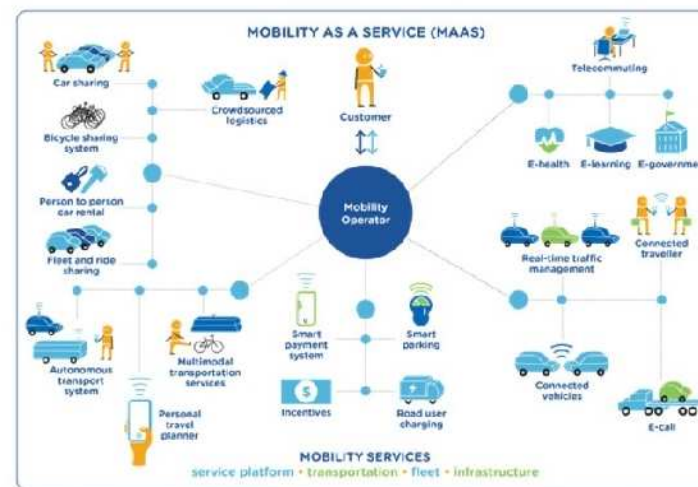 MOBILITY AS A SERVICE (MAAS)
Car sharing
Crowdsourced
logistics
Customer
Telecommuting
Bicycle sharing
system
E-health
E-learning
E-governme
Person to person
car rental
Mobility
Operator
Fleet and ride
sharing
Real-time traffic
management
Connected
traveller
Autonomous
transport
system
Multimodal
transportation
services
Smart
payment
system
Smart
parking
Personal
travel
planner
Incentives
Road user
charging
Connected
vehicles
E-call
MOBILITY SERVICES
service platform • transportation • fleet • infrastructure